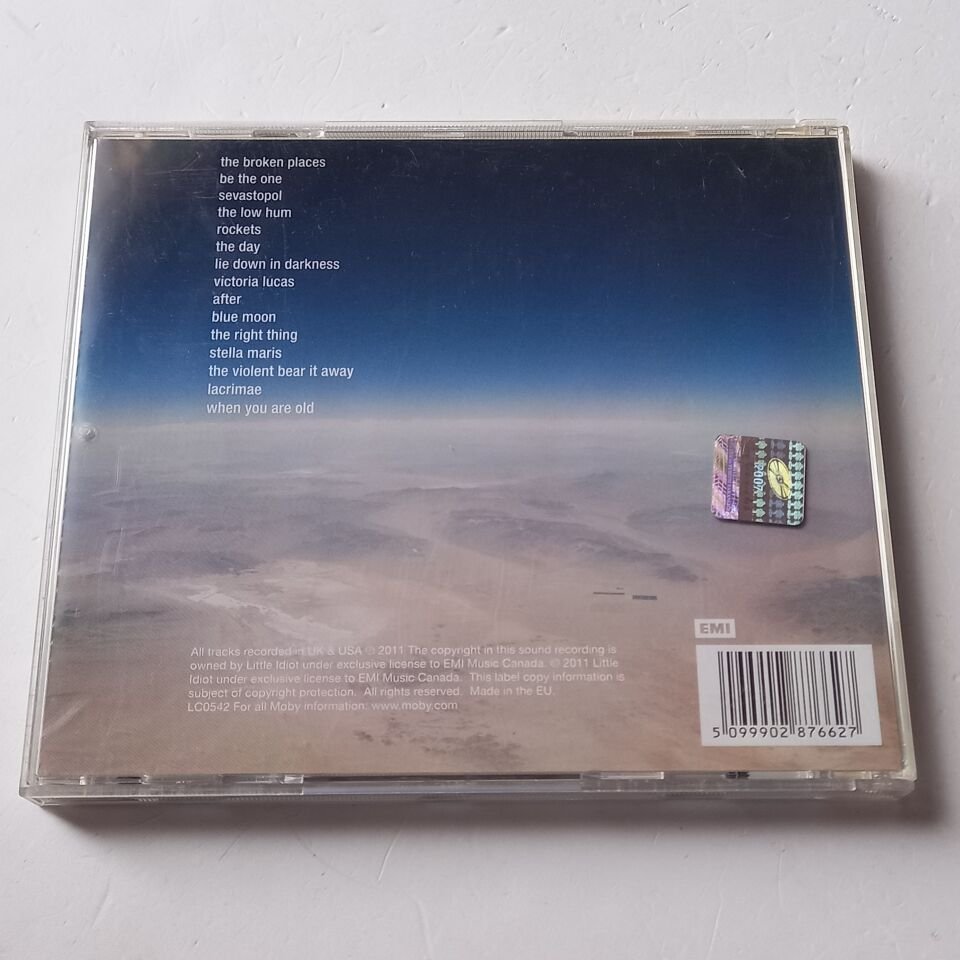 the broken places
be the one
sevastopol
the low hum
rockets
the day
lie down in darkness
victoria lucas
after
blue moon
the right thing
stella maris
the violent bear it away
lacrimae
when you are old
EMI
All tracks recorded in UK & USA ℗ 2011 The copyright in this sound recording is
owned by Little Idiot under exclusive license to EMI Music Canada. © 2011 Little
Idiot under exclusive license to EMI Music Canada. This label copy information is
subject of copyright protection. All rights reserved. Made in the EU.
LC0542 For all Moby information: www.moby.com
5 099902 876627